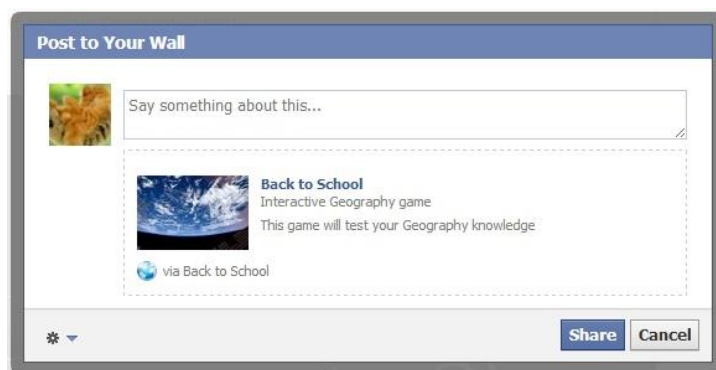 Post to Your Wall
Say something about this...
Back to School
Interactive Geography game
This game will test your Geography knowledge
via Back to School
Share Cancel